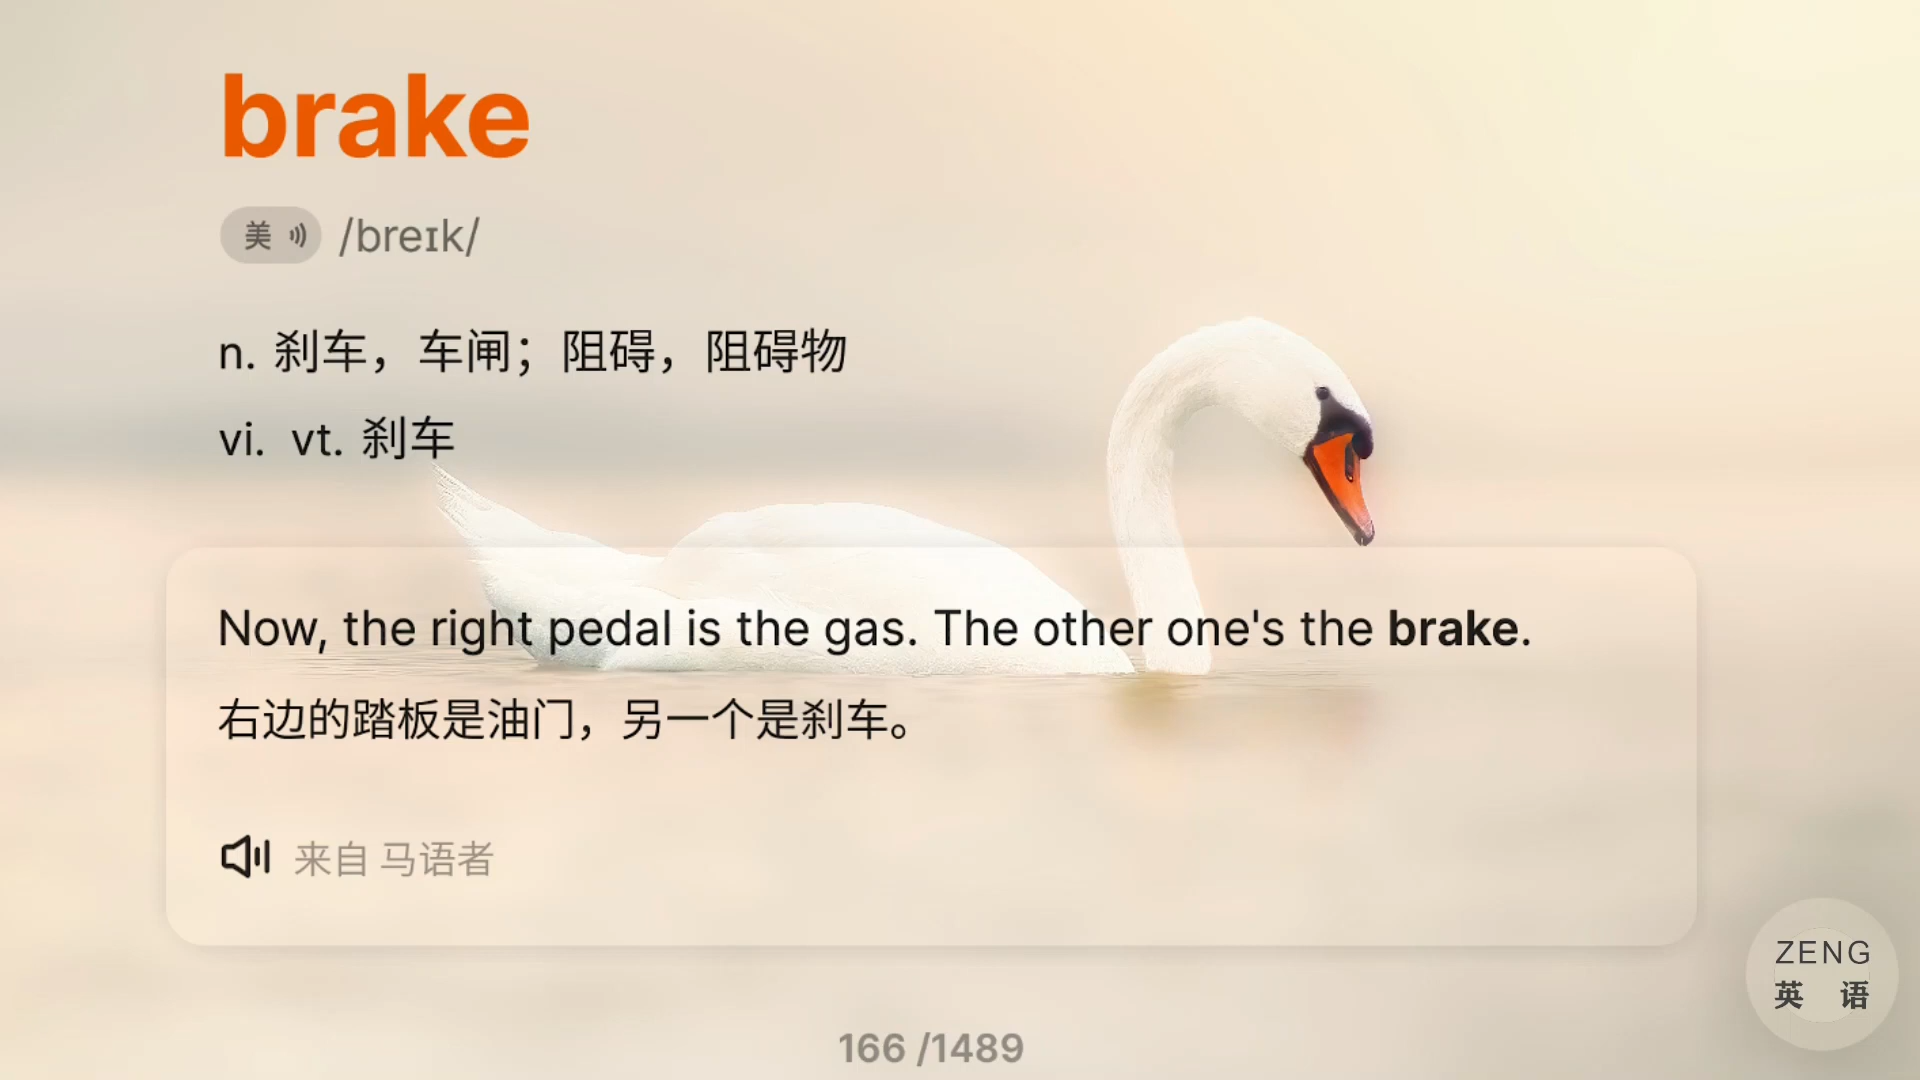 brake
美 /breɪk/
n. 刹车，车闸；阻碍，阻碍物
vi. vt. 刹车
Now, the right pedal is the gas. The other one's the brake.
右边的踏板是油门，另一个是刹车。
来自 马语者
ZENG
英 语
166 /1489